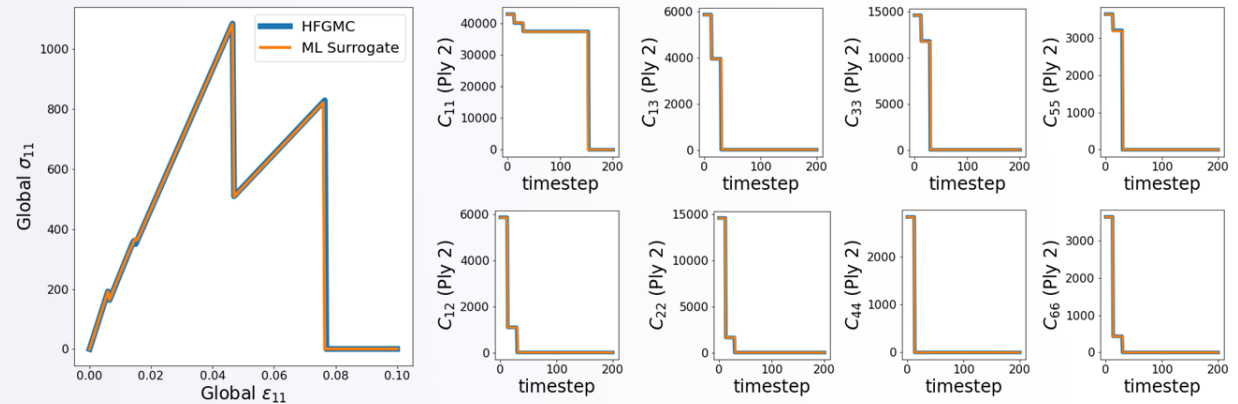 HFGMC
ML Surrogate
1000
800
600
400
200
0
Global σ₁₁
0.00 0.02 0.04 0.06 0.08 0.10
Global ε₁₁
40000
30000
20000
10000
0
C₁₁ (Ply 2)
0 100 200
timestep
6000
4000
2000
0
C₁₃ (Ply 2)
0 100 200
timestep
15000
10000
5000
0
C₃₃ (Ply 2)
0 100 200
timestep
3000
2000
1000
0
C₅₅ (Ply 2)
0 100 200
timestep
6000
4000
2000
0
C₁₂ (Ply 2)
0 100 200
timestep
15000
10000
5000
0
C₂₂ (Ply 2)
0 100 200
timestep
2000
1000
0
C₄₄ (Ply 2)
0 100 200
timestep
3000
2000
1000
0
C₆₆ (Ply 2)
0 100 200
timestep